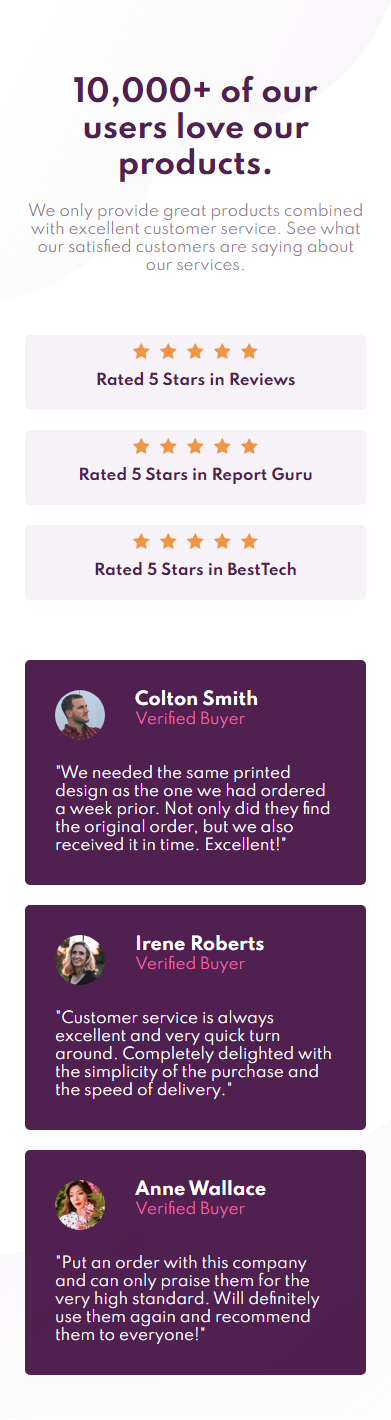 10,000+ of our
users love our
products.
We only provide great products combined
with excellent customer service. See what
our satisfied customers are saying about
our services.
Rated 5 Stars in Reviews
Rated 5 Stars in Report Guru
Rated 5 Stars in BestTech
Colton Smith
Verified Buyer
"We needed the same printed
design as the one we had ordered
a week prior. Not only did they find
the original order, but we also
received it in time. Excellent!"
Irene Roberts
Verified Buyer
"Customer service is always
excellent and very quick turn
around. Completely delighted with
the simplicity of the purchase and
the speed of delivery."
Anne Wallace
Verified Buyer
"Put an order with this company
and can only praise them for the
very high standard. Will definitely
use them again and recommend
them to everyone!"